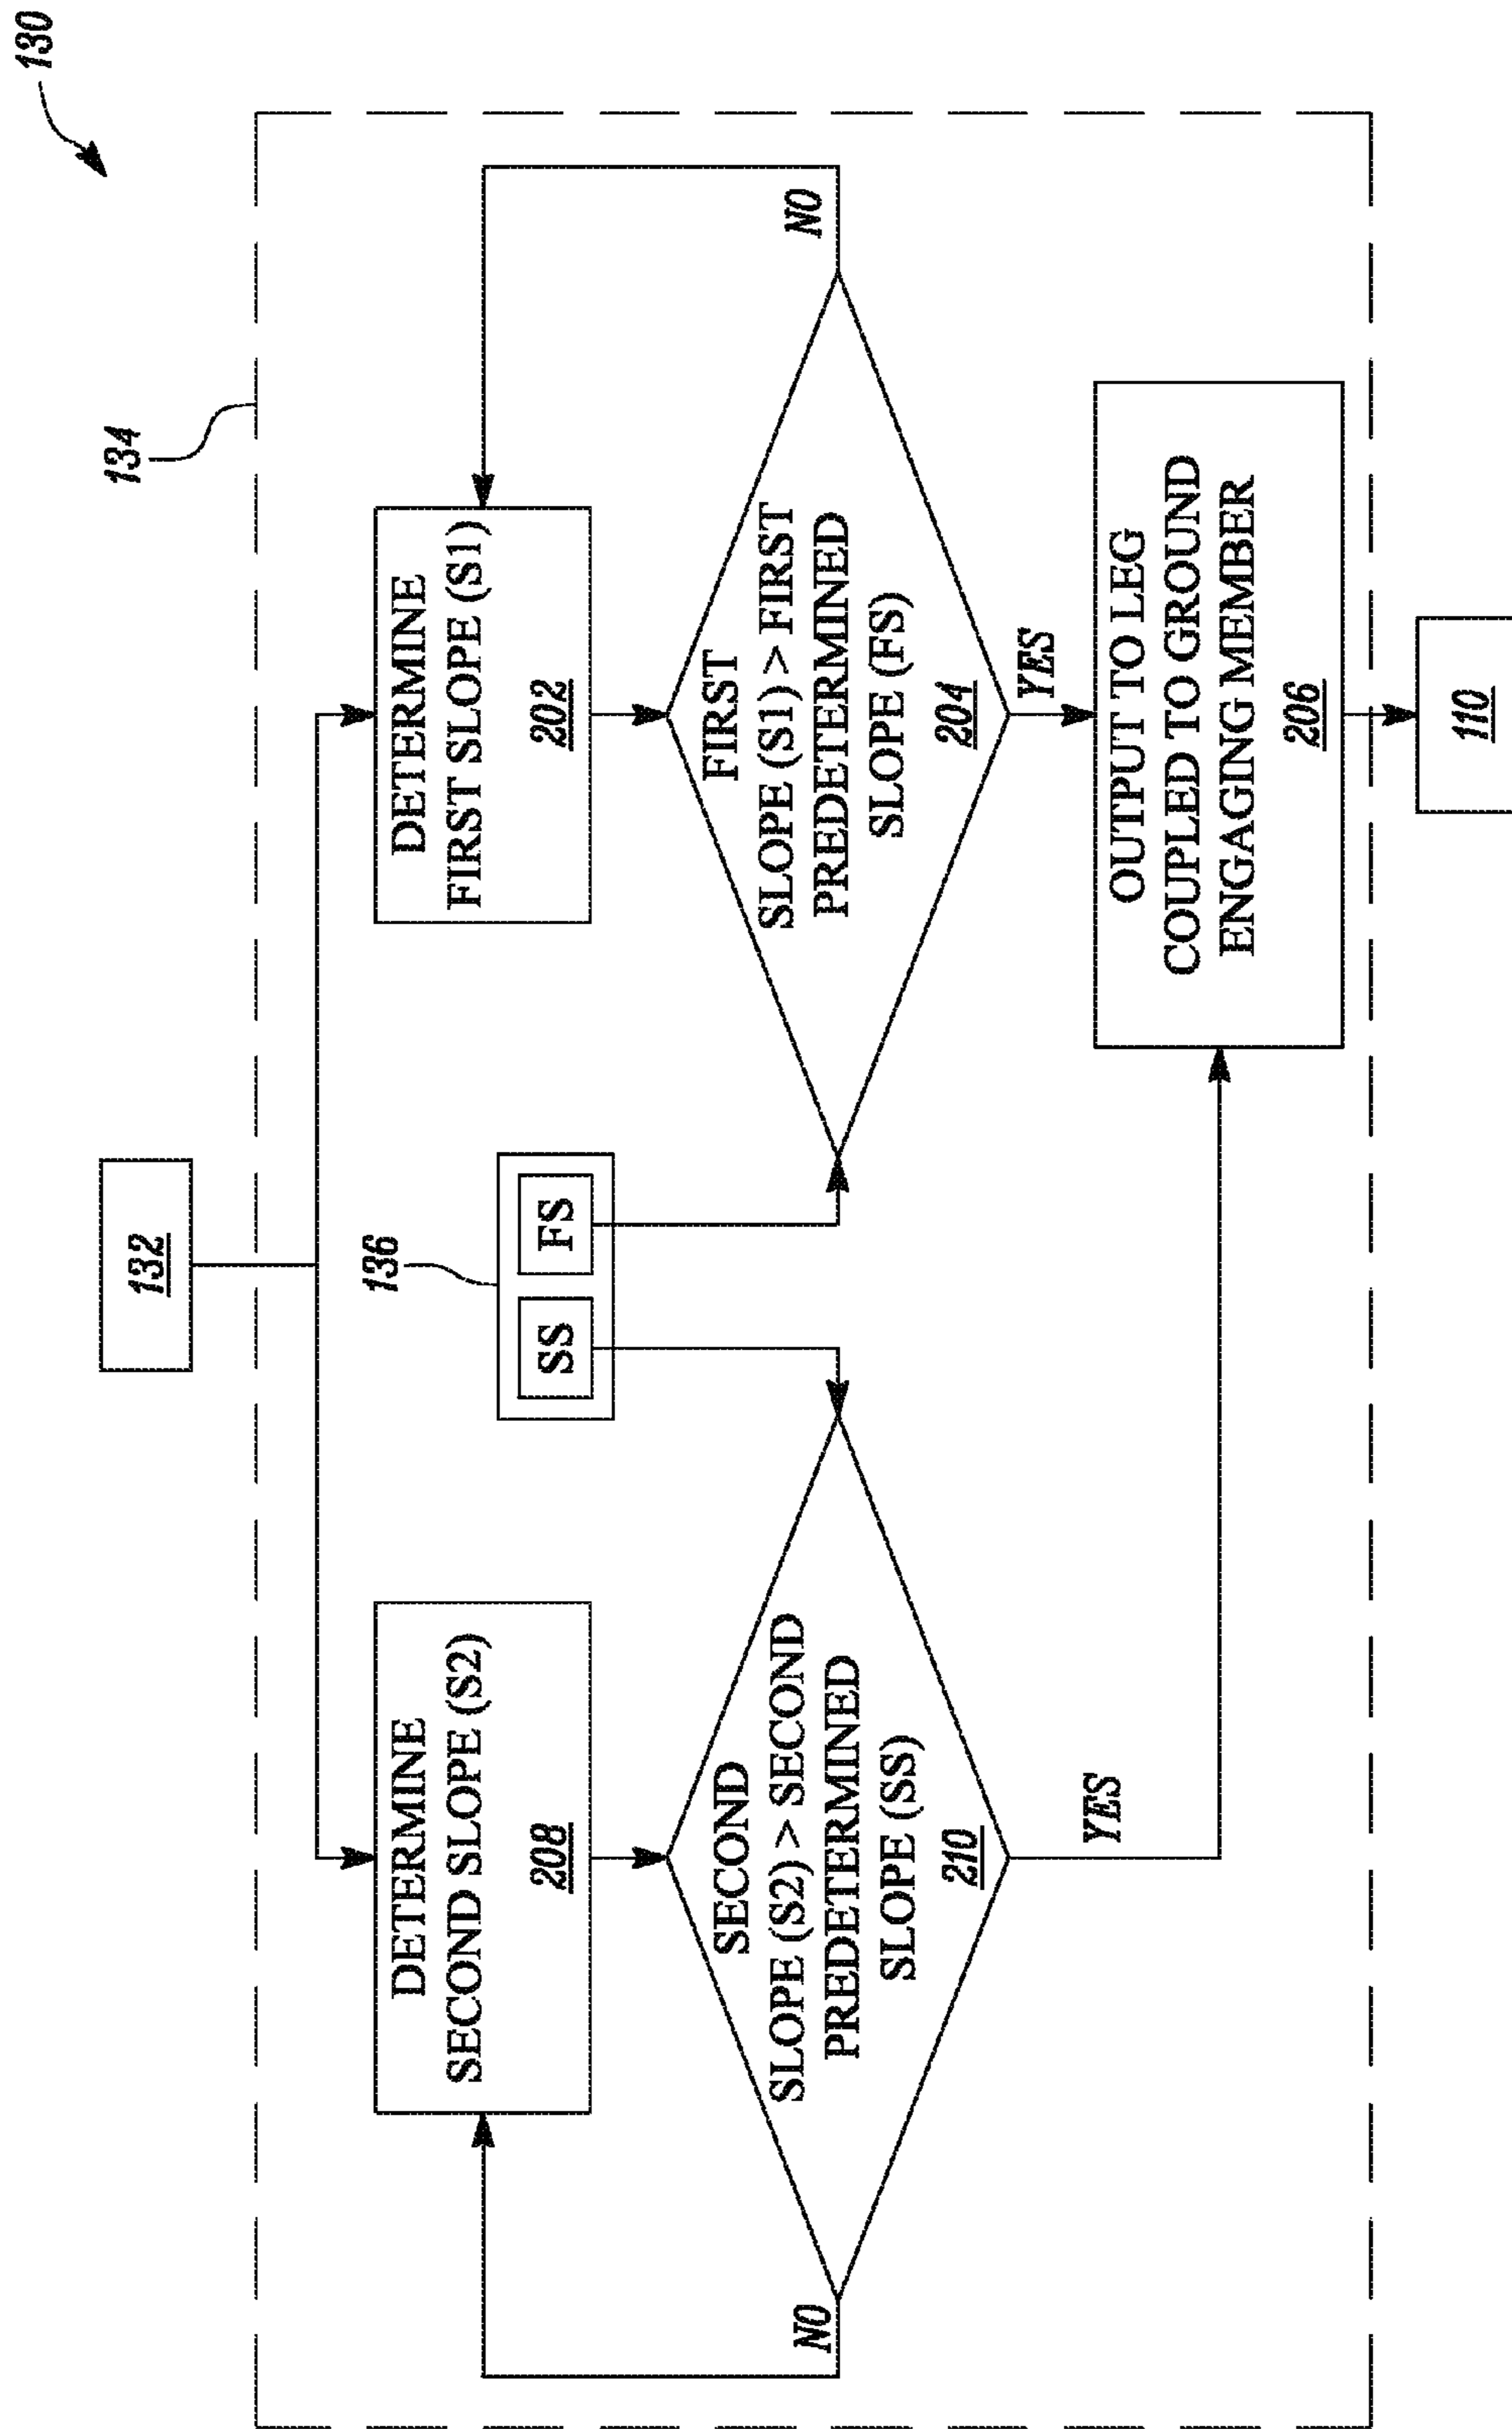 130
132
134
DETERMINE
SECOND SLOPE (S2)
208
136
SS
FS
DETERMINE
FIRST SLOPE (S1)
202
NO
SECOND
SLOPE (S2) > SECOND
PREDETERMINED
SLOPE (SS)
210
YES
FIRST
SLOPE (S1) > FIRST
PREDETERMINED
SLOPE (FS)
204
NO
YES
OUTPUT TO LEG
COUPLED TO GROUND
ENGAGING MEMBER
206
110